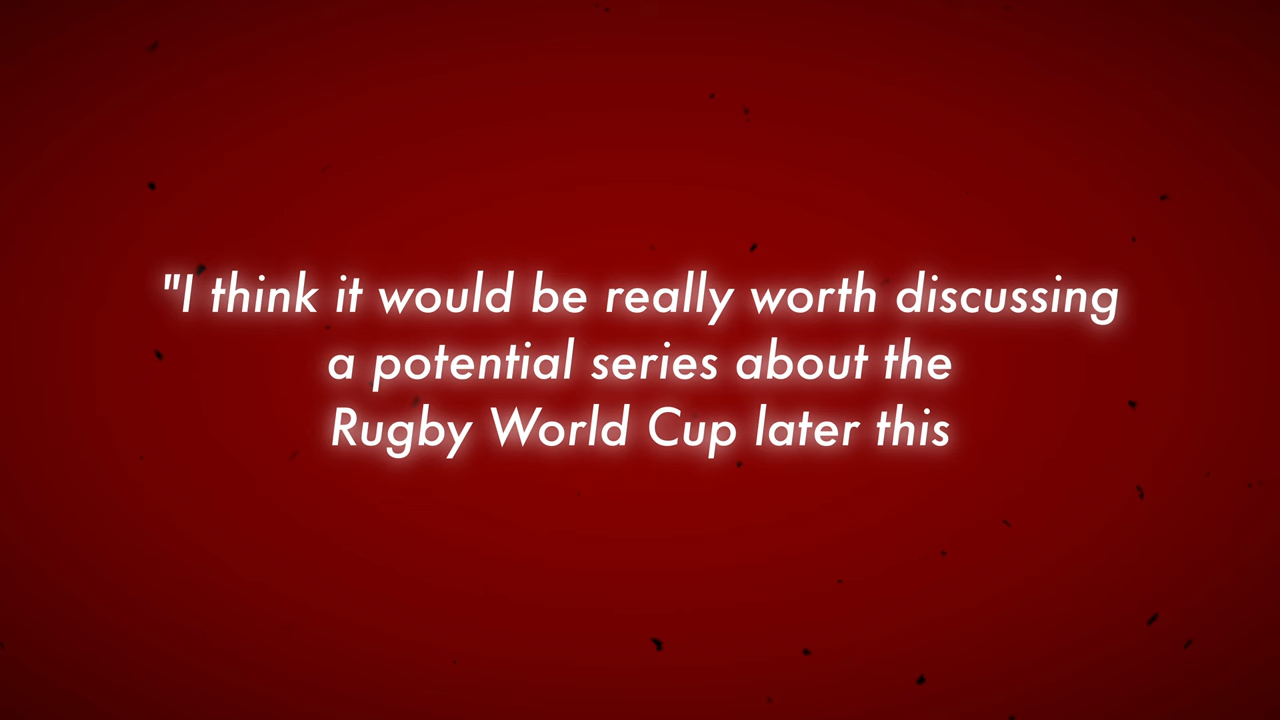 "I think it would be really worth discussing
a potential series about the
Rugby World Cup later this